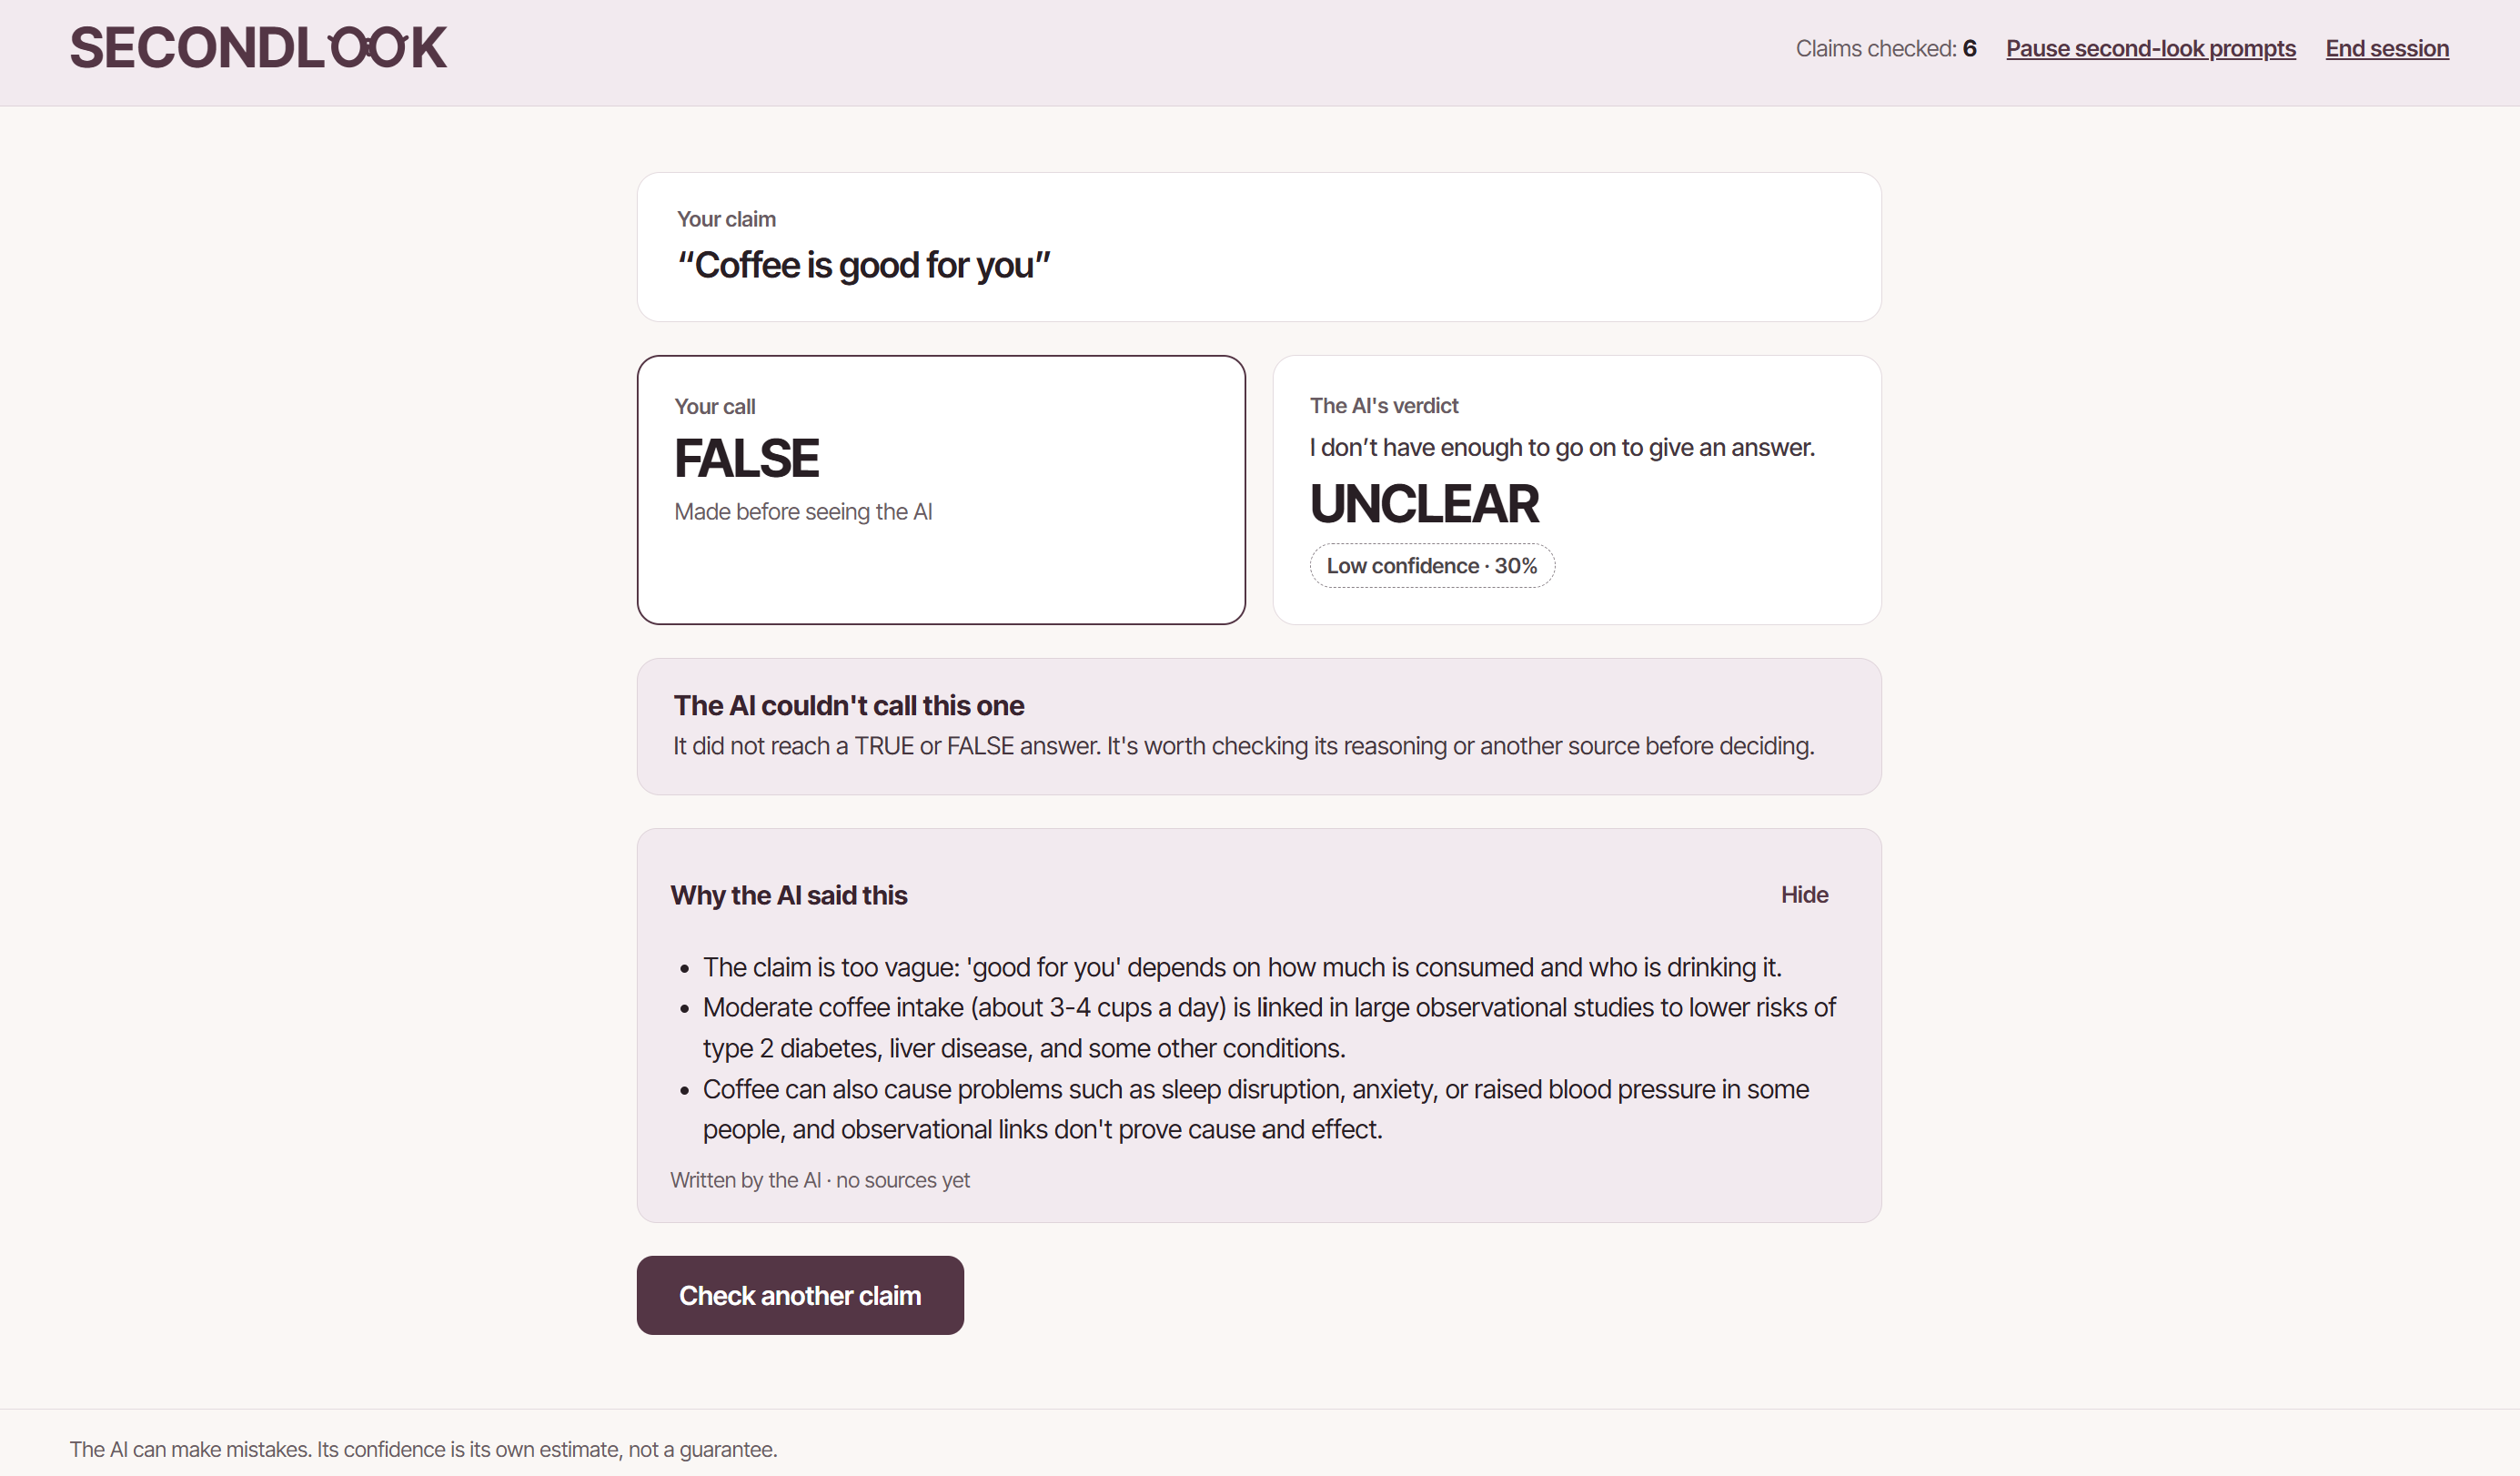 SECONDLOOK
Claims checked: 6 Pause second-look prompts End session
Your claim
“Coffee is good for you”
Your call
FALSE
Made before seeing the AI
The AI's verdict
I don’t have enough to go on to give an answer.
UNCLEAR
Low confidence · 30%
The AI couldn't call this one
It did not reach a TRUE or FALSE answer. It's worth checking its reasoning or another source before deciding.
Why the AI said this
Hide
• The claim is too vague: 'good for you' depends on how much is consumed and who is drinking it.
• Moderate coffee intake (about 3-4 cups a day) is linked in large observational studies to lower risks of
type 2 diabetes, liver disease, and some other conditions.
• Coffee can also cause problems such as sleep disruption, anxiety, or raised blood pressure in some
people, and observational links don't prove cause and effect.
Written by the AI · no sources yet
Check another claim
The AI can make mistakes. Its confidence is its own estimate, not a guarantee.